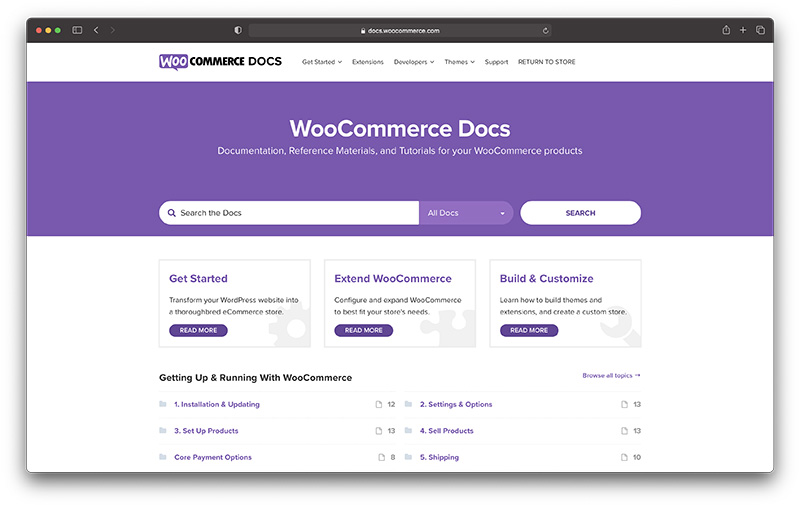 docs.woocommerce.com
WOO COMMERCE DOCS
Get Started
Extensions
Developers
Themes
Support
RETURN TO STORE
WooCommerce Docs
Documentation, Reference Materials, and Tutorials for your WooCommerce products
Search the Docs
All Docs
SEARCH
Get Started
Transform your WordPress website into
a thoroughbred eCommerce store.
READ MORE
Extend WooCommerce
Configure and expand WooCommerce
to best fit your store's needs.
READ MORE
Build & Customize
Learn how to build themes and
extensions, and create a custom store.
READ MORE
Getting Up & Running With WooCommerce
Browse all topics →
1. Installation & Updating 12
2. Settings & Options 13
3. Set Up Products 13
4. Sell Products 13
Core Payment Options 8
5. Shipping 10